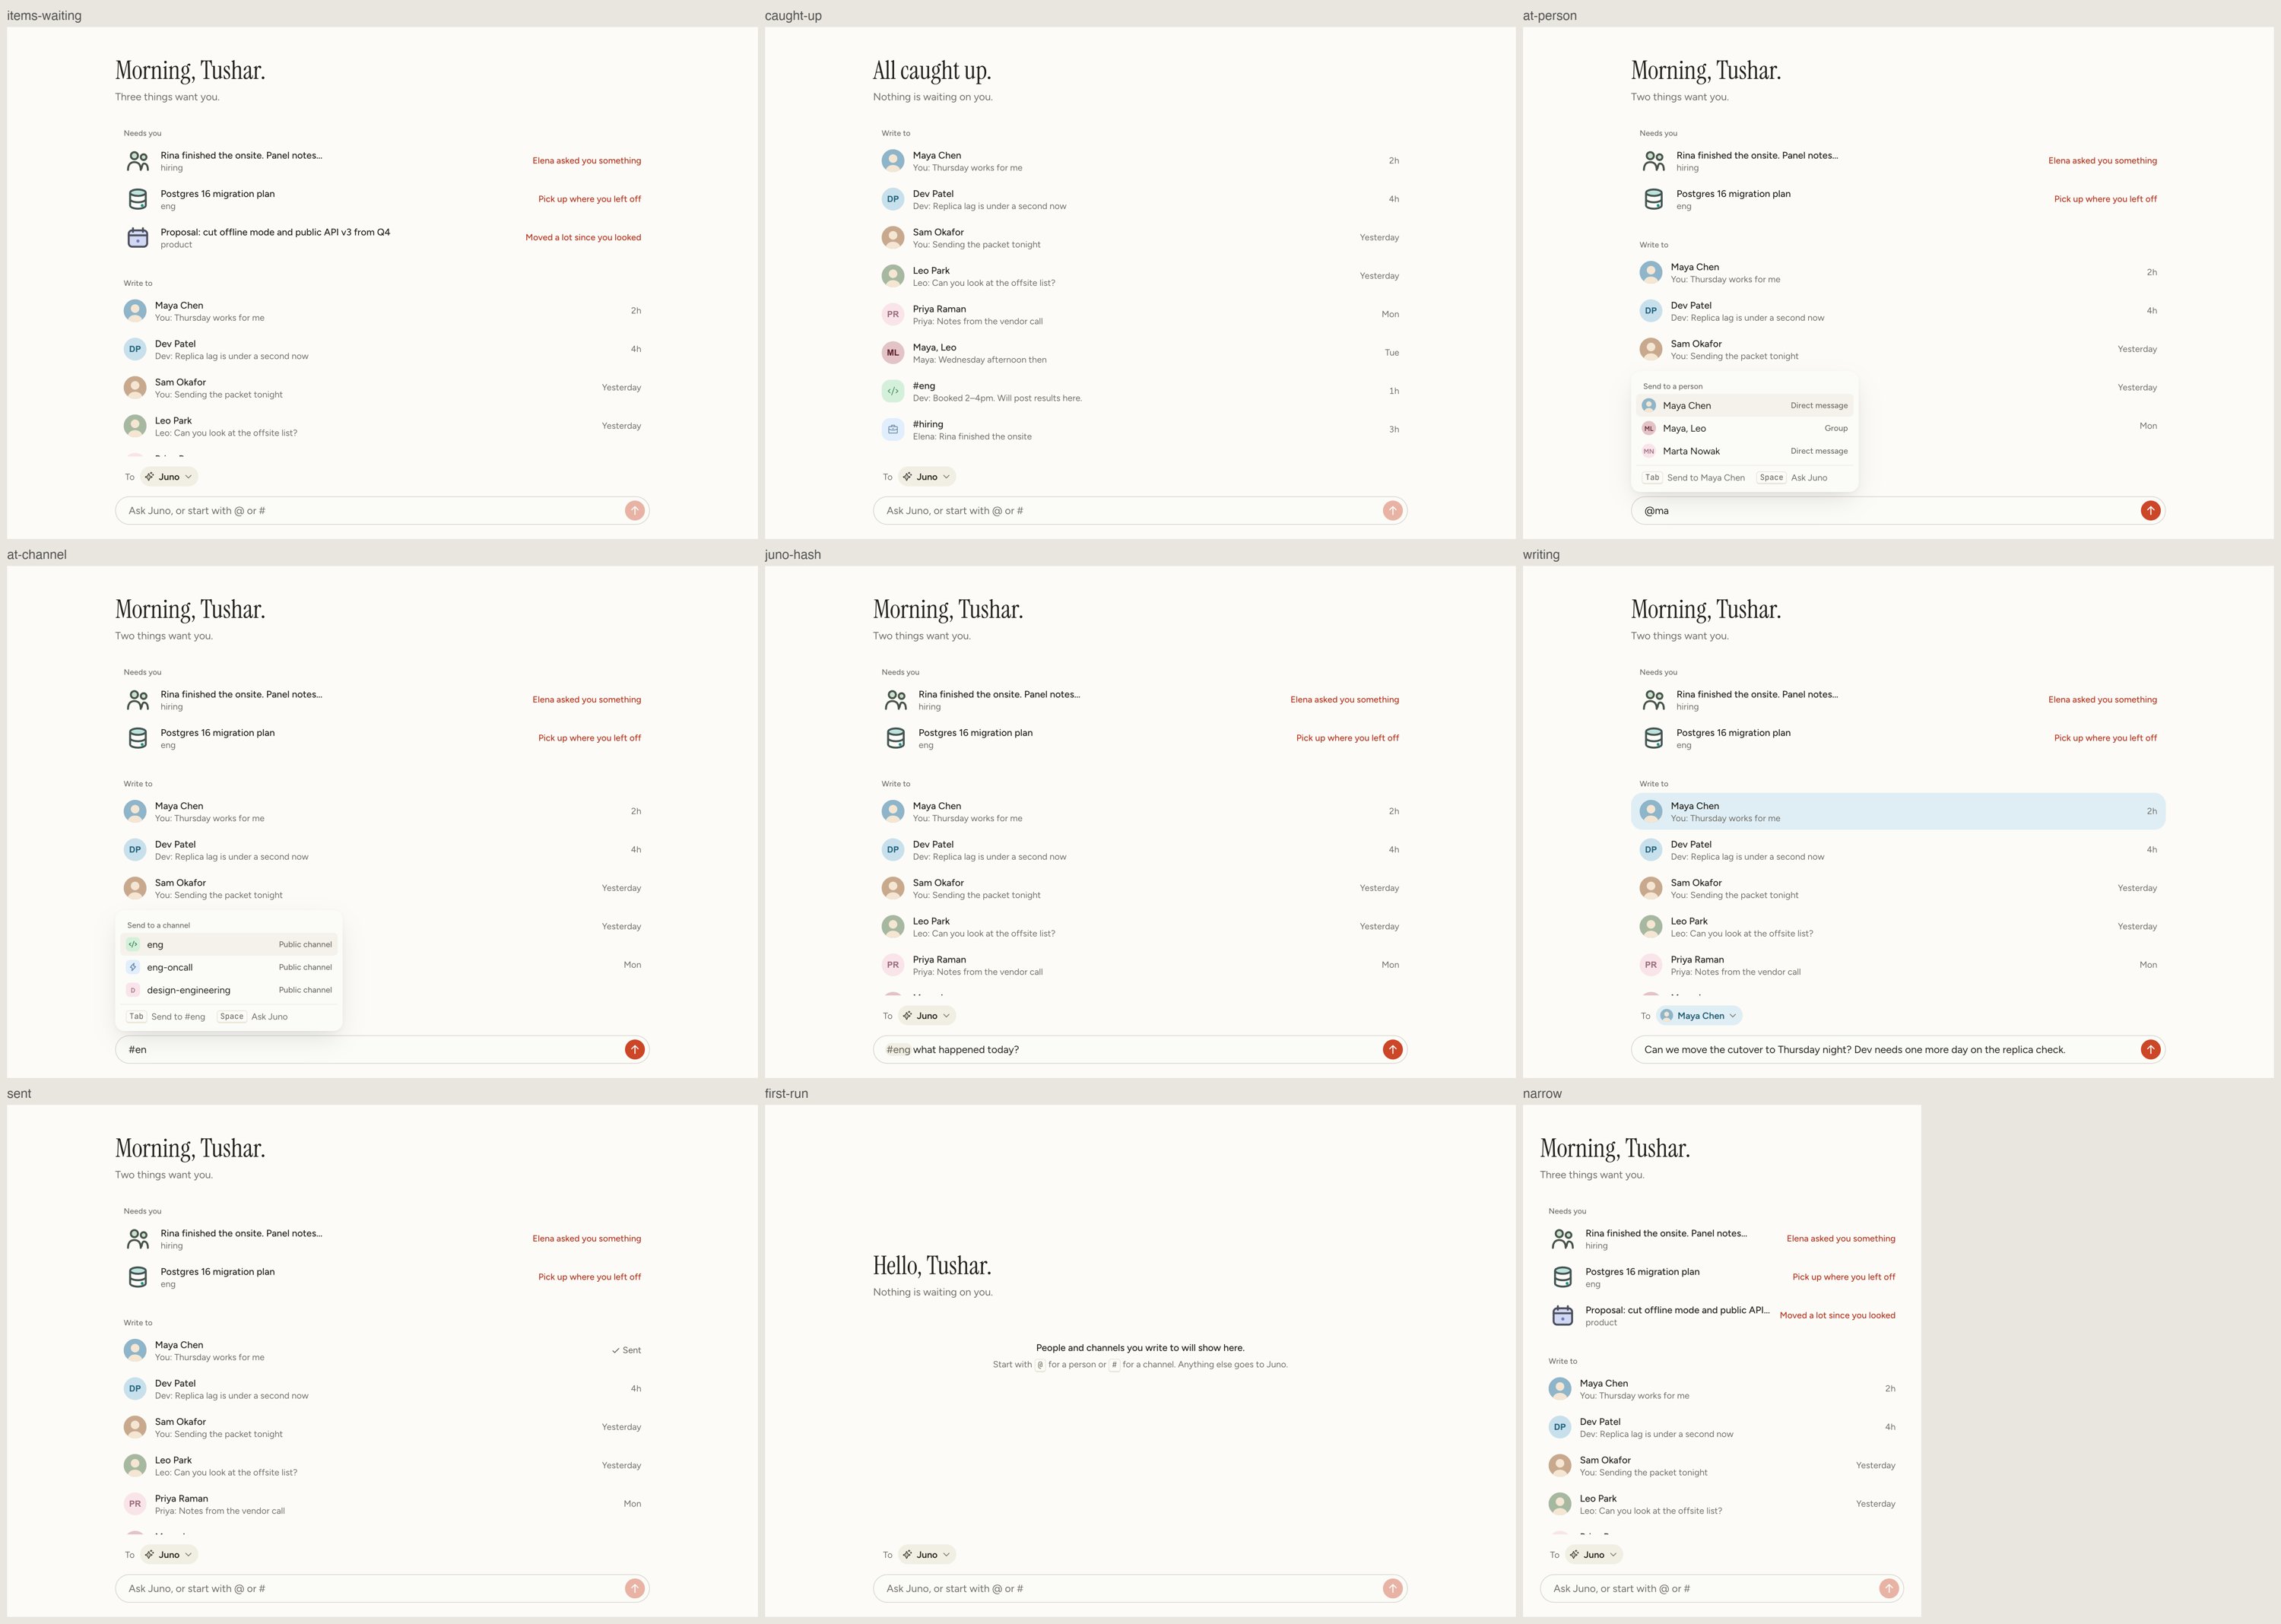 items-waiting
Morning, Tushar.
Three things want you.
Needs you
Rina finished the onsite. Panel notes...
hiring
Elena asked you something
Postgres 16 migration plan
eng
Pick up where you left off
Proposal: cut offline mode and public API v3 from Q4
product
Moved a lot since you looked
Write to
Maya Chen
You: Thursday works for me
2h
DP
Dev Patel
Dev: Replica lag is under a second now
4h
Sam Okafor
You: Sending the packet tonight
Yesterday
Leo Park
Leo: Can you look at the offsite list?
Yesterday
To Juno
Ask Juno, or start with @ or #
caught-up
All caught up.
Nothing is waiting on you.
Write to
Maya Chen
You: Thursday works for me
2h
DP
Dev Patel
Dev: Replica lag is under a second now
4h
Sam Okafor
You: Sending the packet tonight
Yesterday
Leo Park
Leo: Can you look at the offsite list?
Yesterday
PR
Priya Raman
Priya: Notes from the vendor call
Mon
ML
Maya, Leo
Maya: Wednesday afternoon then
Tue
#eng
Dev: Booked 2–4pm. Will post results here.
1h
#hiring
Elena: Rina finished the onsite
3h
To Juno
Ask Juno, or start with @ or #
at-person
Morning, Tushar.
Two things want you.
Needs you
Rina finished the onsite. Panel notes...
hiring
Elena asked you something
Postgres 16 migration plan
eng
Pick up where you left off
Write to
Maya Chen
You: Thursday works for me
2h
DP
Dev Patel
Dev: Replica lag is under a second now
4h
Sam Okafor
You: Sending the packet tonight
Yesterday
Yesterday
Mon
Send to a person
Maya Chen
Direct message
ML
Maya, Leo
Group
MN
Marta Nowak
Direct message
Tab Send to Maya Chen Space Ask Juno
@ma
at-channel
Morning, Tushar.
Two things want you.
Needs you
Rina finished the onsite. Panel notes...
hiring
Elena asked you something
Postgres 16 migration plan
eng
Pick up where you left off
Write to
Maya Chen
You: Thursday works for me
2h
DP
Dev Patel
Dev: Replica lag is under a second now
4h
Sam Okafor
You: Sending the packet tonight
Yesterday
Yesterday
Mon
Send to a channel
eng
Public channel
eng-oncall
Public channel
D
design-engineering
Public channel
Tab Send to #eng Space Ask Juno
#en
juno-hash
Morning, Tushar.
Two things want you.
Needs you
Rina finished the onsite. Panel notes...
hiring
Elena asked you something
Postgres 16 migration plan
eng
Pick up where you left off
Write to
Maya Chen
You: Thursday works for me
2h
DP
Dev Patel
Dev: Replica lag is under a second now
4h
Sam Okafor
You: Sending the packet tonight
Yesterday
Leo Park
Leo: Can you look at the offsite list?
Yesterday
PR
Priya Raman
Priya: Notes from the vendor call
Mon
To Juno
#eng what happened today?
writing
Morning, Tushar.
Two things want you.
Needs you
Rina finished the onsite. Panel notes...
hiring
Elena asked you something
Postgres 16 migration plan
eng
Pick up where you left off
Write to
Maya Chen
You: Thursday works for me
2h
DP
Dev Patel
Dev: Replica lag is under a second now
4h
Sam Okafor
You: Sending the packet tonight
Yesterday
Leo Park
Leo: Can you look at the offsite list?
Yesterday
PR
Priya Raman
Priya: Notes from the vendor call
Mon
To Maya Chen
Can we move the cutover to Thursday night? Dev needs one more day on the replica check.
sent
Morning, Tushar.
Two things want you.
Needs you
Rina finished the onsite. Panel notes...
hiring
Elena asked you something
Postgres 16 migration plan
eng
Pick up where you left off
Write to
Maya Chen
You: Thursday works for me
Sent
DP
Dev Patel
Dev: Replica lag is under a second now
4h
Sam Okafor
You: Sending the packet tonight
Yesterday
Leo Park
Leo: Can you look at the offsite list?
Yesterday
PR
Priya Raman
Priya: Notes from the vendor call
Mon
To Juno
Ask Juno, or start with @ or #
first-run
Hello, Tushar.
Nothing is waiting on you.
People and channels you write to will show here.
Start with @ for a person or # for a channel. Anything else goes to Juno.
To Juno
Ask Juno, or start with @ or #
narrow
Morning, Tushar.
Three things want you.
Needs you
Rina finished the onsite. Panel notes...
hiring
Elena asked you something
Postgres 16 migration plan
eng
Pick up where you left off
Proposal: cut offline mode and public API...
product
Moved a lot since you looked
Write to
Maya Chen
You: Thursday works for me
2h
DP
Dev Patel
Dev: Replica lag is under a second now
4h
Sam Okafor
You: Sending the packet tonight
Yesterday
Leo Park
Leo: Can you look at the offsite list?
Yesterday
To Juno
Ask Juno, or start with @ or #